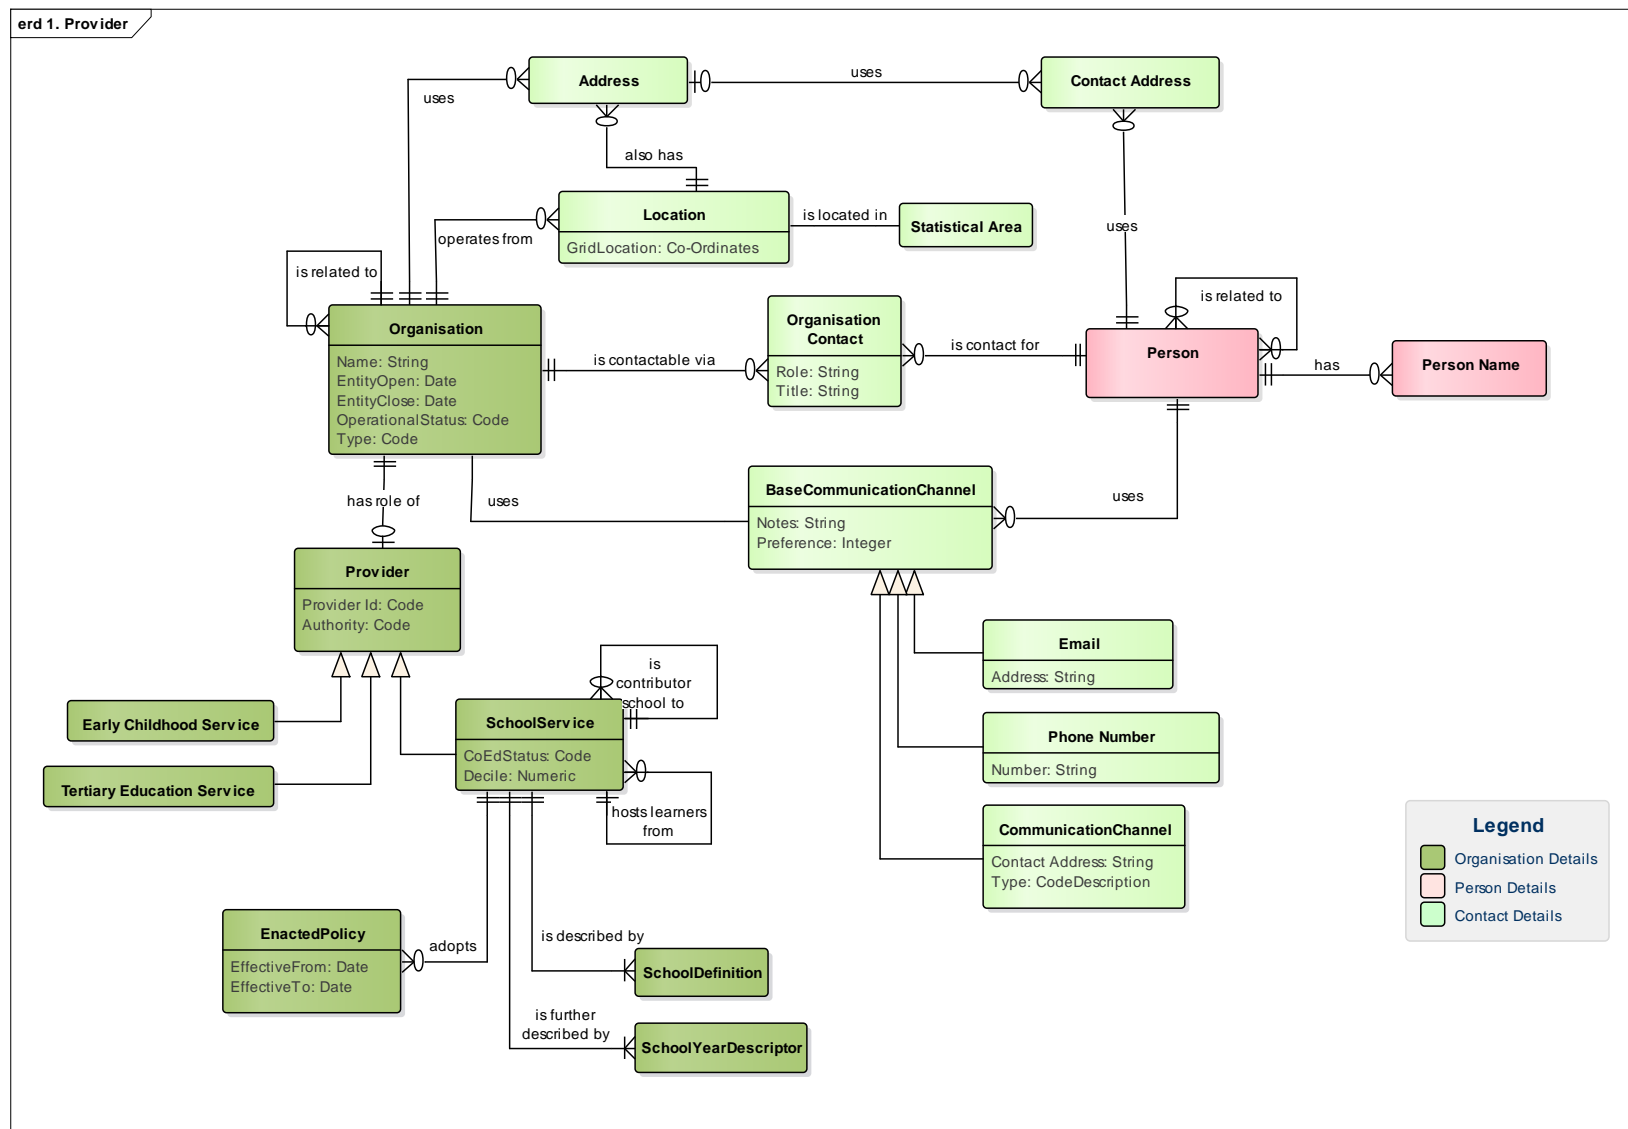 erd 1. Provider
Address
uses
Contact Address
uses
also has
Location
GridLocation: Co-Ordinates
is located in
Statistical Area
operates from
uses
is related to
is related to
Organisation
Name: String
EntityOpen: Date
EntityClose: Date
OperationalStatus: Code
Type: Code
is contactable via
Organisation
Contact
Role: String
Title: String
is contact for
Person
has
Person Name
has role of
uses
BaseCommunicationChannel
Notes: String
Preference: Integer
uses
Provider
Provider Id: Code
Authority: Code
Email
Address: String
is
contributor
school to
Early Childhood Service
SchoolService
CoEdStatus: Code
Decile: Numeric
Phone Number
Number: String
Tertiary Education Service
hosts learners
from
CommunicationChannel
Contact Address: String
Type: CodeDescription
Legend
Organisation Details
Person Details
Contact Details
EnactedPolicy
EffectiveFrom: Date
EffectiveTo: Date
adopts
is described by
SchoolDefinition
is further
described by
SchoolYearDescriptor